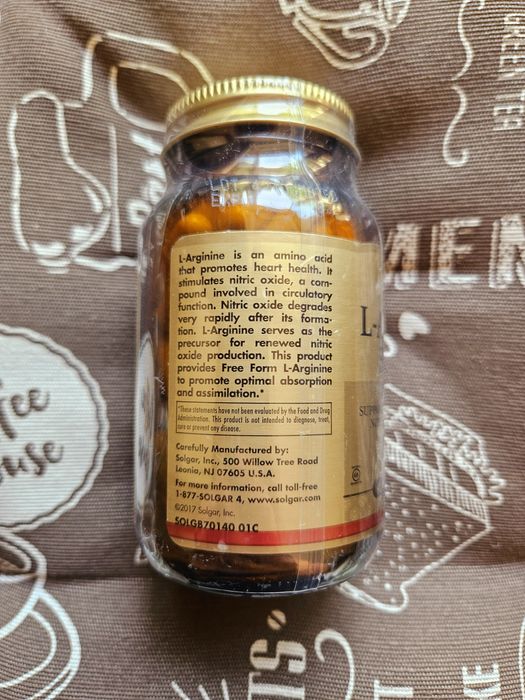 GREEN TEA
MEN
L-Arginine is an amino acid
that promotes heart health. It
stimulates nitric oxide, a com-
pound involved in circulatory
function. Nitric oxide degrades
very rapidly after its forma-
tion. L-Arginine serves as the
precursor for renewed nitric
oxide production. This product
provides Free Form L-Arginine
to promote optimal absorption
and assimilation.*
*These statements have not been evaluated by the Food and Drug
Administration. This product is not intended to diagnose, treat,
cure or prevent any disease.
Carefully Manufactured by:
Solgar, Inc., 500 Willow Tree Road
Leonia, NJ 07605 U.S.A.
For more information, call toll-free
1-877-SOLGAR 4, www.solgar.com
©2017 Solgar, Inc.
SOLGB70140 01C
L-